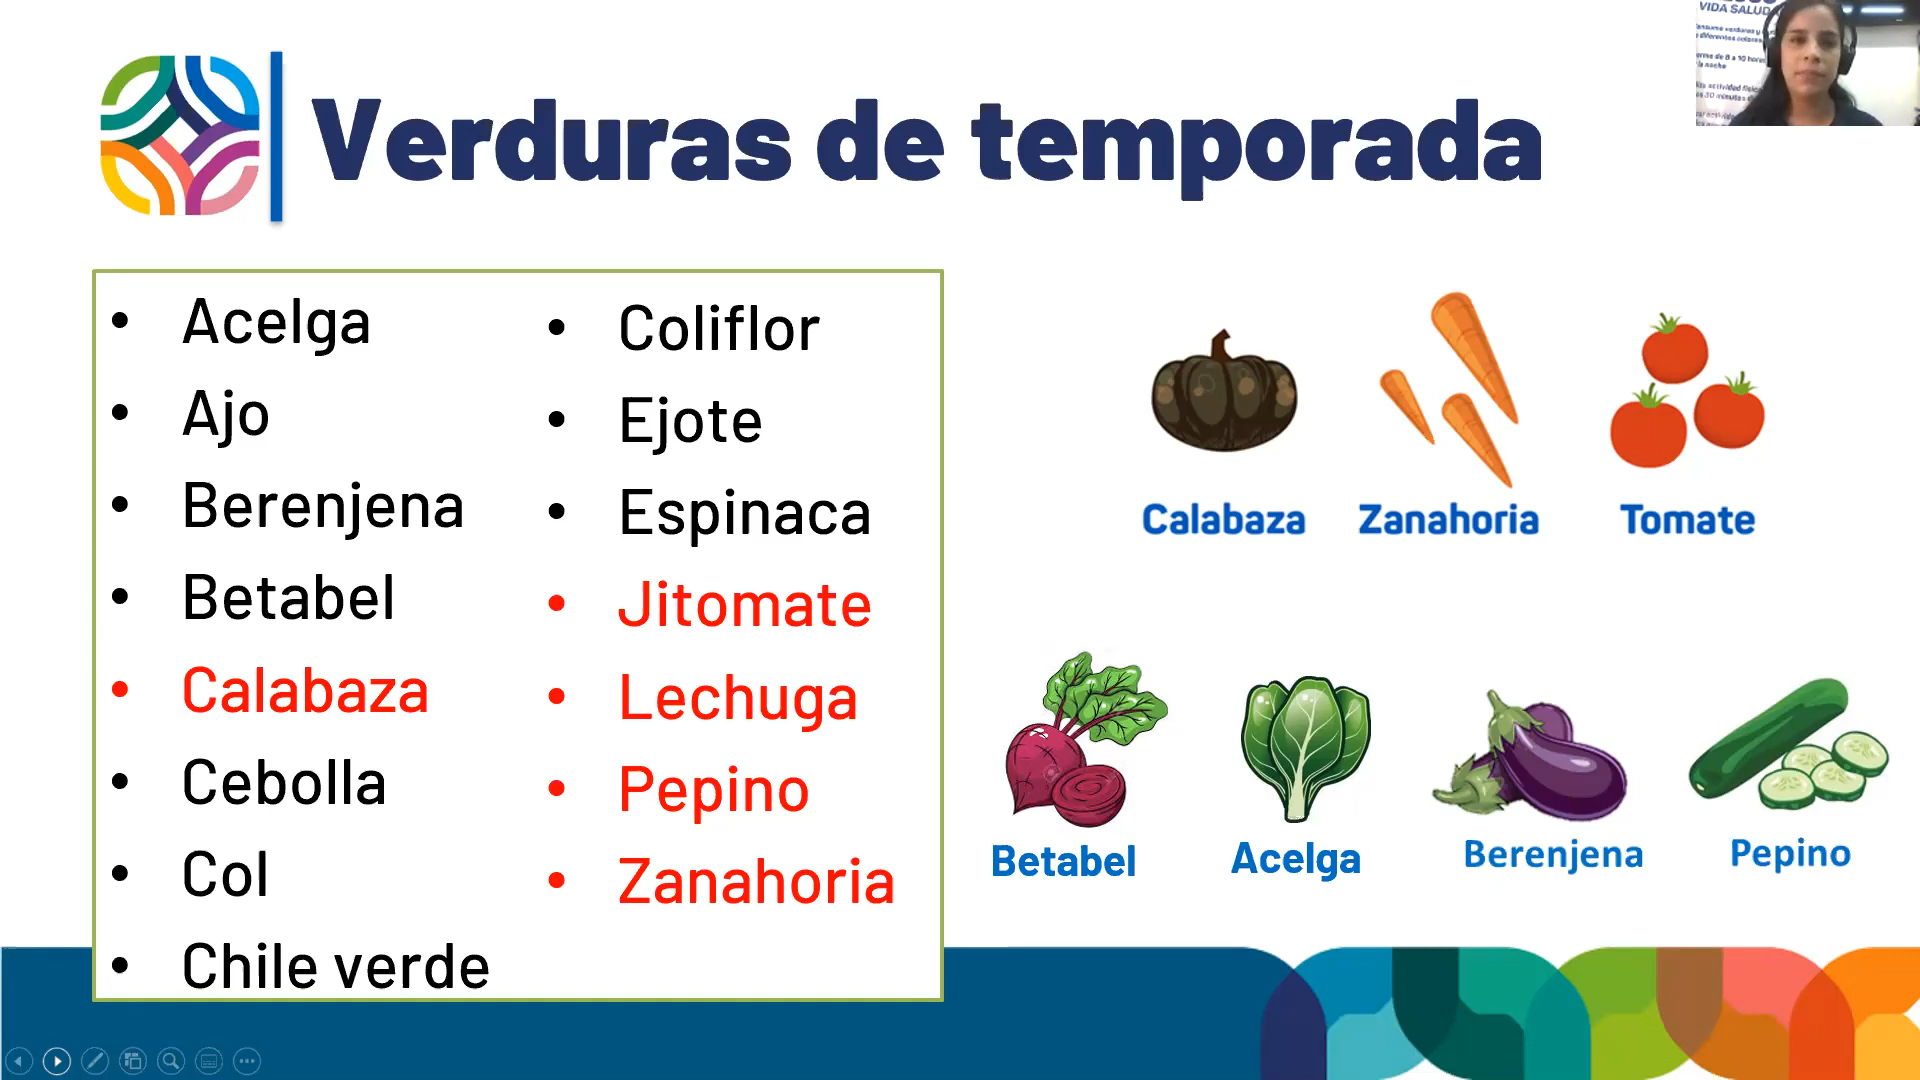 Verduras de temporada
VIDA SALUD
• Acelga
• Ajo
• Berenjena
• Betabel
• Calabaza
• Cebolla
• Col
• Chile verde
• Coliflor
• Ejote
• Espinaca
• Jitomate
• Lechuga
• Pepino
• Zanahoria
Calabaza
Zanahoria
Tomate
Betabel
Acelga
Berenjena
Pepino